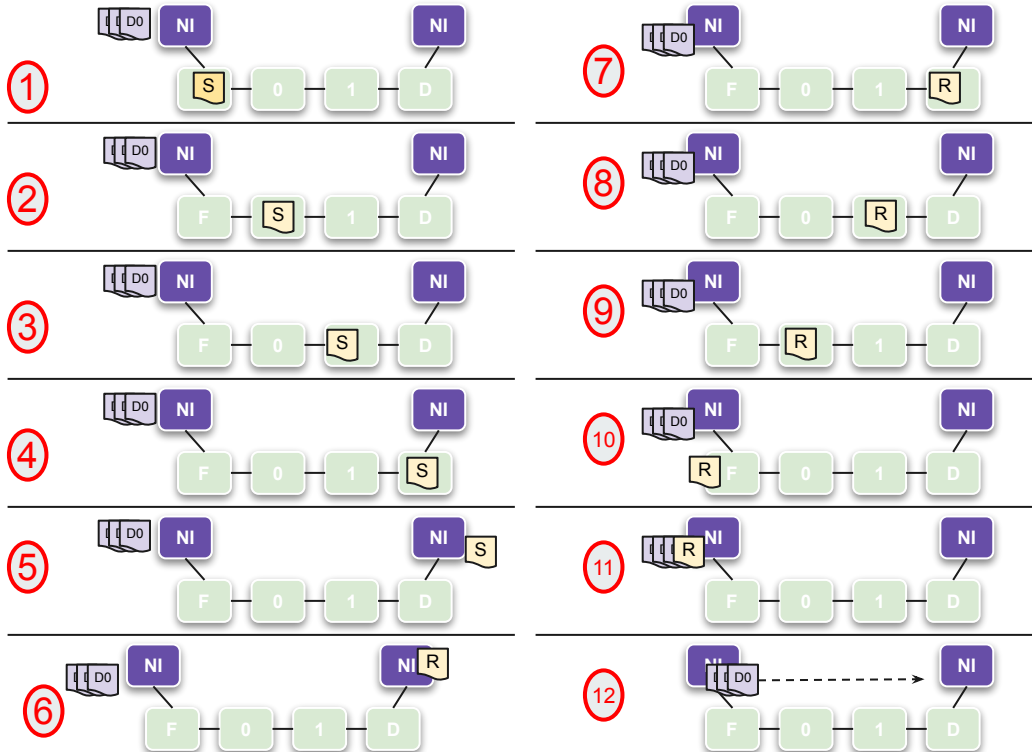 D0 NI NI
1 S 0 1 D
D0 NI NI
2 F S 1 D
D0 NI NI
3 F 0 S D
D0 NI NI
4 F 0 1 S
D0 NI NI S
5 F 0 1 D
D0 NI NI R
6 F 0 1 D
D0 NI NI
7 F 0 1 R
D0 NI NI
8 F 0 R D
D0 NI NI
9 F R 1 D
D0 NI NI
10 R F 0 1 D
R NI NI
11 F 0 1 D
NI D0 NI
12 F 0 1 D